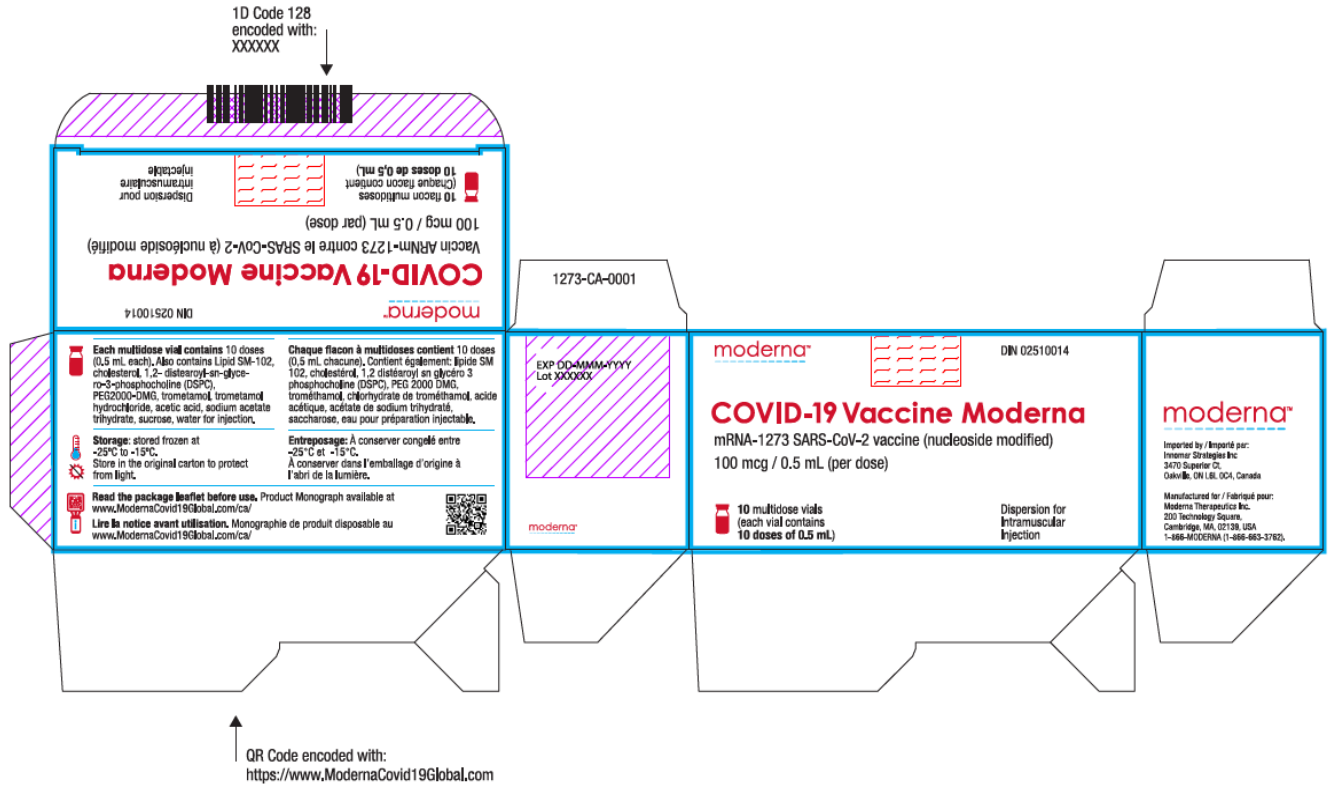 1D Code 128
encoded with:
XXXXXX
moderna™
DIN 02510014
COVID-19 Vaccine Moderna
Vaccin ARNm-1273 contre le SRAS-CoV-2 (à nucléoside modifié)
100 mcg / 0.5 mL (par dose)
10 flacon multidoses
(Chaque flacon contient
10 doses de 0,5 mL)
Dispersion pour
intramusculaire
injectable
Each multidose vial contains 10 doses
(0.5 mL each). Also contains Lipid SM-102,
cholesterol, 1,2- distearoyl-sn-glyce-
ro-3-phosphocholine (DSPC),
PEG2000-DMG, trometamol, trometamol
hydrochloride, acetic acid, sodium acetate
trihydrate, sucrose, water for injection.
Chaque flacon à multidoses contient 10 doses
(0,5 mL chacune). Contient également: lipide SM
102, cholestérol, 1,2 distéaroyl sn glycéro 3
phosphocholine (DSPC), PEG 2000 DMG,
trométhamol, chlorhydrate de trométhamol, acide
acétique, acétate de sodium trihydraté,
saccharose, eau pour préparation injectable.
Storage: stored frozen at
-25°C to -15°C.
Store in the original carton to protect
from light.
Entreposage: À conserver congelé entre
-25°C et -15°C.
À conserver dans l'emballage d'origine à
l'abri de la lumière.
Read the package leaflet before use. Product Monograph available at
www.ModernaCovid19Global.com/ca/
Lire la notice avant utilisation. Monographie de produit disposable au
www.ModernaCovid19Global.com/ca/
1273-CA-0001
EXP DD-MMM-YYYY
Lot XXXXXX
moderna™
moderna™
DIN 02510014
COVID-19 Vaccine Moderna
mRNA-1273 SARS-CoV-2 vaccine (nucleoside modified)
100 mcg / 0.5 mL (per dose)
10 multidose vials
(each vial contains
10 doses of 0.5 mL)
Dispersion for
Intramuscular
Injection
moderna™
Imported by / Importé par:
Innomar Strategies Inc
3470 Superior Ct,
Oakville, ON L6L 0C4, Canada
Manufactured for / Fabriqué pour:
Moderna Therapeutics Inc.
200 Technology Square,
Cambridge, MA, 02139, USA
1-866-MODERNA (1-866-663-3762).
QR Code encoded with:
https://www.ModernaCovid19Global.com